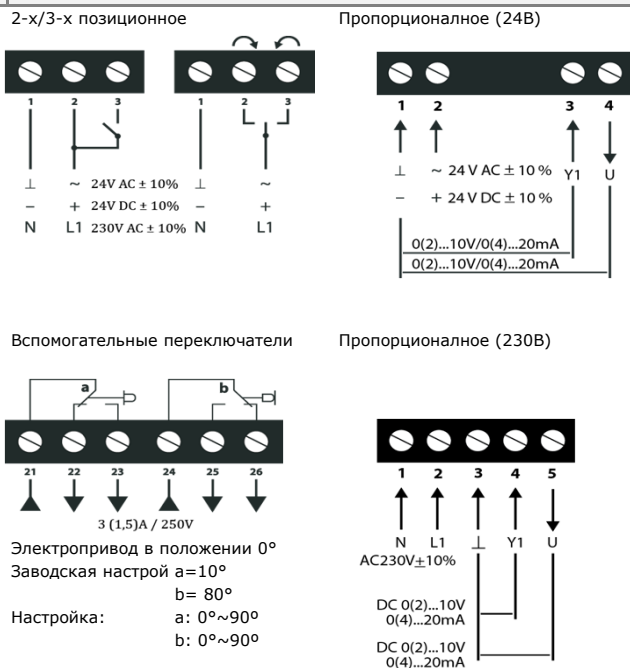 2-х/3-х позиционное
1 2 3
1 2 3
⊥ ~ 24V AC ± 10% ⊥ ~
– + 24V DC ± 10% – +
N L1 230V AC ± 10% N L1
Пропорционалное (24В)
1 2 3 4
⊥ ~ 24 V AC ± 10 % Y1 U
– + 24 V DC ± 10 %
0(2)...10V/0(4)...20mA
0(2)...10V/0(4)...20mA
Вспомогательные переключатели
a b
21 22 23 24 25 26
3 (1,5)A / 250V
Электропривод в положении 0°
Заводская настрой a=10°
b= 80°
Настройка: a: 0°~90º
b: 0°~90º
Пропорционалное (230В)
1 2 3 4 5
N L1 ⊥ Y1 U
AC230V±10%
DC 0(2)...10V
0(4)...20mA
DC 0(2)...10V
0(4)...20mA